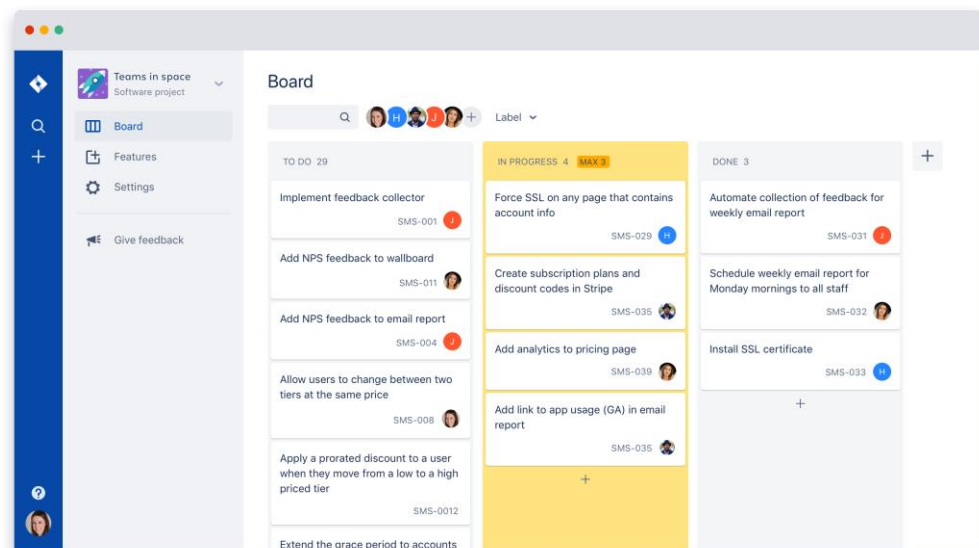 Teams in space
Software project
Board
Features
Settings
Give feedback
Board
H
J
Label
TO DO 29
Implement feedback collector
SMS-001 J
Add NPS feedback to wallboard
SMS-011
Add NPS feedback to email report
SMS-004 J
Allow users to change between two
tiers at the same price
SMS-008
Apply a prorated discount to a user
when they move from a low to a high
priced tier
SMS-0012
Extend the grace period to accounts
IN PROGRESS 4 MAX 3
Force SSL on any page that contains
account info
SMS-029 H
Create subscription plans and
discount codes in Stripe
SMS-035
Add analytics to pricing page
SMS-039
Add link to app usage (GA) in email
report
SMS-035
DONE 3
Automate collection of feedback for
weekly email report
SMS-031 J
Schedule weekly email report for
Monday mornings to all staff
SMS-032
Install SSL certificate
SMS-033 H